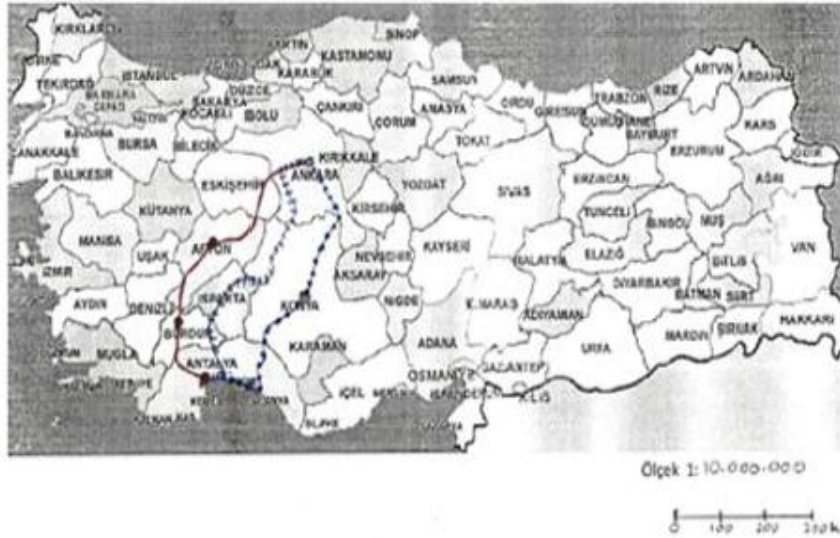 KIRKLARELİ
SİNOP
KASTAMONU
KARABÜK
TEKİRDAĞ
İSTANBUL
SAKARYA
DÜZCE
KOCAELİ
BOLU
ÇANKIRI
ÇORUM
SAMSUN
AMASYA
TOKAT
ORDU
GİRESUN
TRABZON
GÜMÜŞHANE
BAYBURT
RİZE
ARTVİN
ARDAHAN
KARS
IĞDIR
ERZURUM
AĞRI
ÇANAKKALE
BALIKESİR
BURSA
BİLECİK
ESKİŞEHİR
ANKARA
KIRIKKALE
YOZGAT
SİVAS
ERZİNCAN
TUNCELİ
BİNGÖL
MUŞ
VAN
KÜTAHYA
MANİSA
UŞAK
AFYON
KIRŞEHİR
NEVŞEHİR
KAYSERİ
MALATYA
ELAZIĞ
DİYARBAKIR
BİTLİS
BATMAN
SİİRT
HAKKARİ
İZMİR
AYDIN
DENİZLİ
ISPARTA
KONYA
AKSARAY
NİĞDE
K.MARAŞ
ADIYAMAN
URFA
MARDİN
ŞIRNAK
MUĞLA
BURDUR
ANTALYA
KARAMAN
ADANA
OSMANİYE
GAZİANTEP
KİLİS
İÇEL
Ölçek 1: 10.000.000
0 100 200 300 k